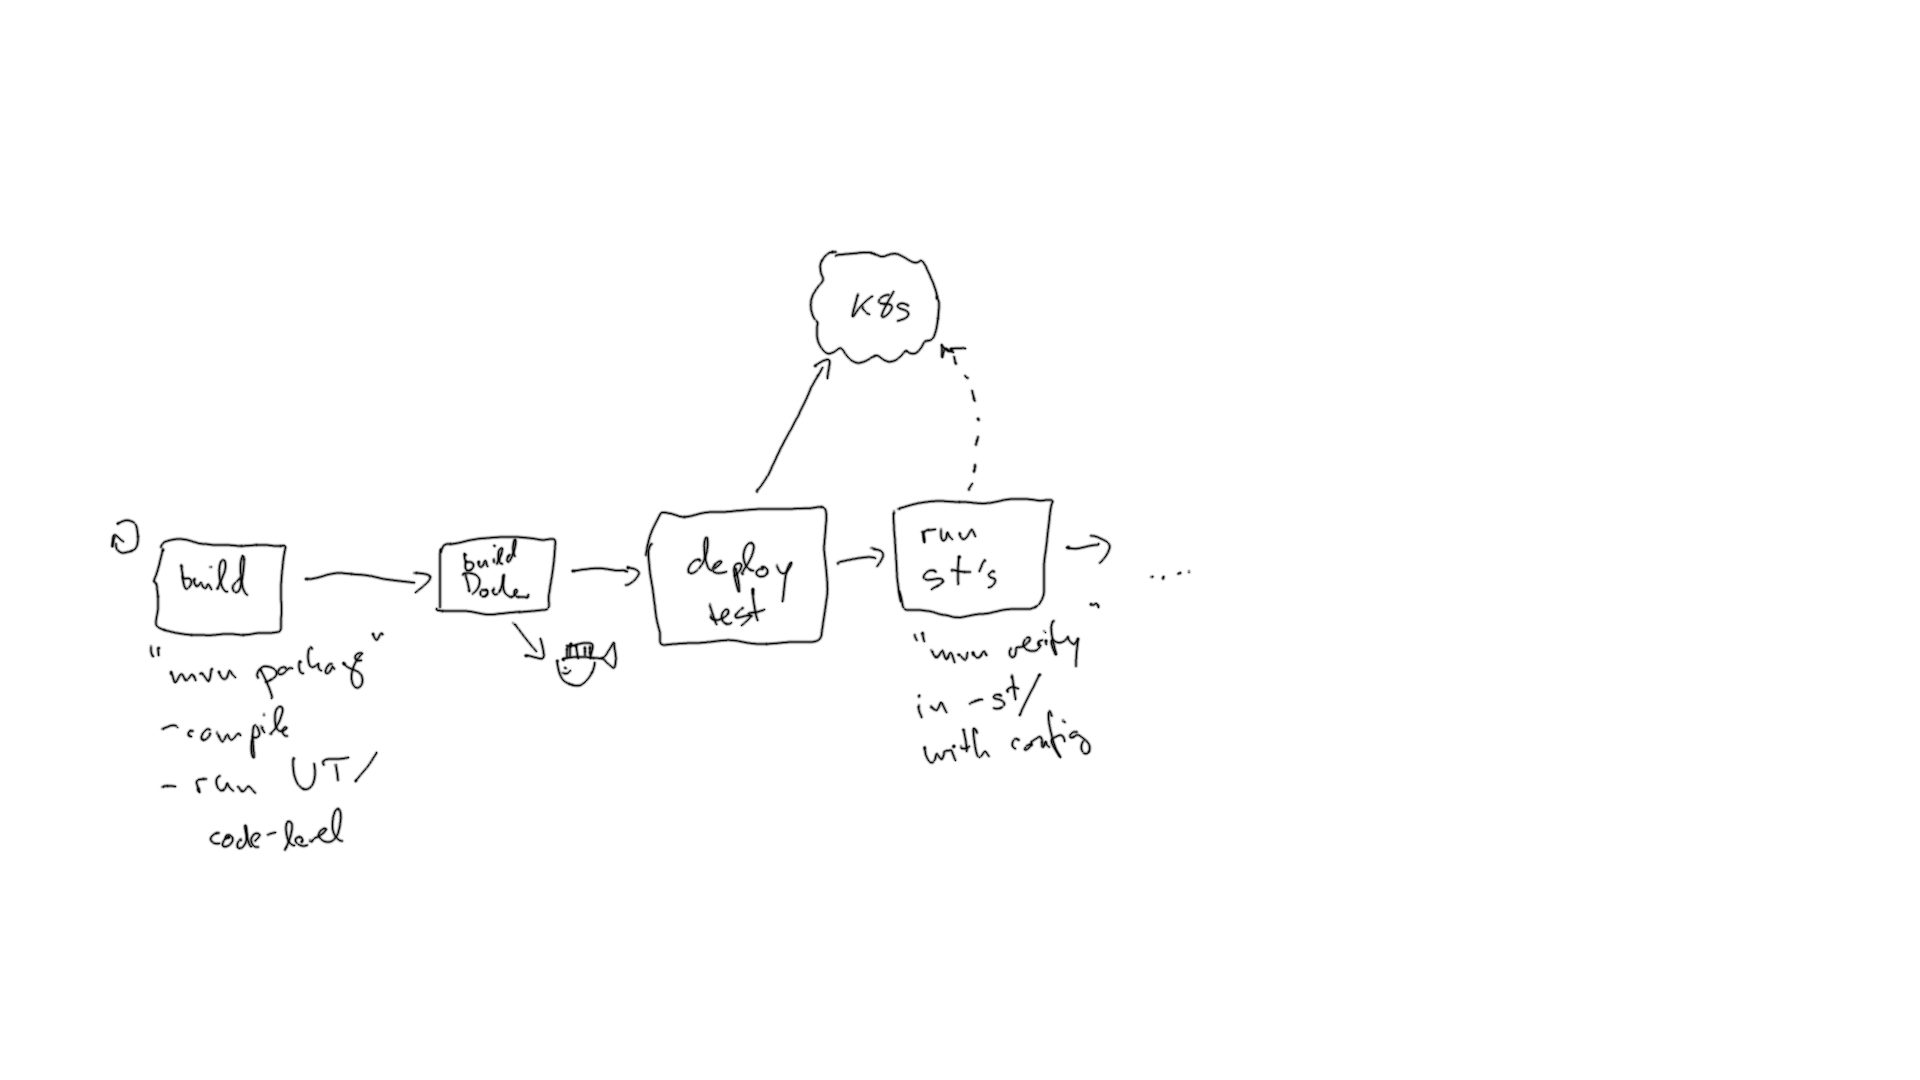 K8s
build
build
Docker
deploy
test
run
st's
"mvn package"
- compile
- run UT/
code-level
"mvn verify"
in -st/
with config
....